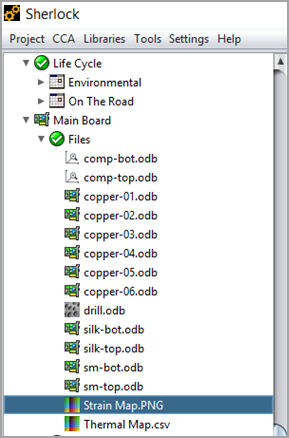 Sherlock
Project CCA Libraries Tools Settings Help
Life Cycle
Environmental
On The Road
Main Board
Files
comp-bot.odb
comp-top.odb
copper-01.odb
copper-02.odb
copper-03.odb
copper-04.odb
copper-05.odb
copper-06.odb
drill.odb
silk-bot.odb
silk-top.odb
sm-bot.odb
sm-top.odb
Strain Map.PNG
Thermal Map.csv